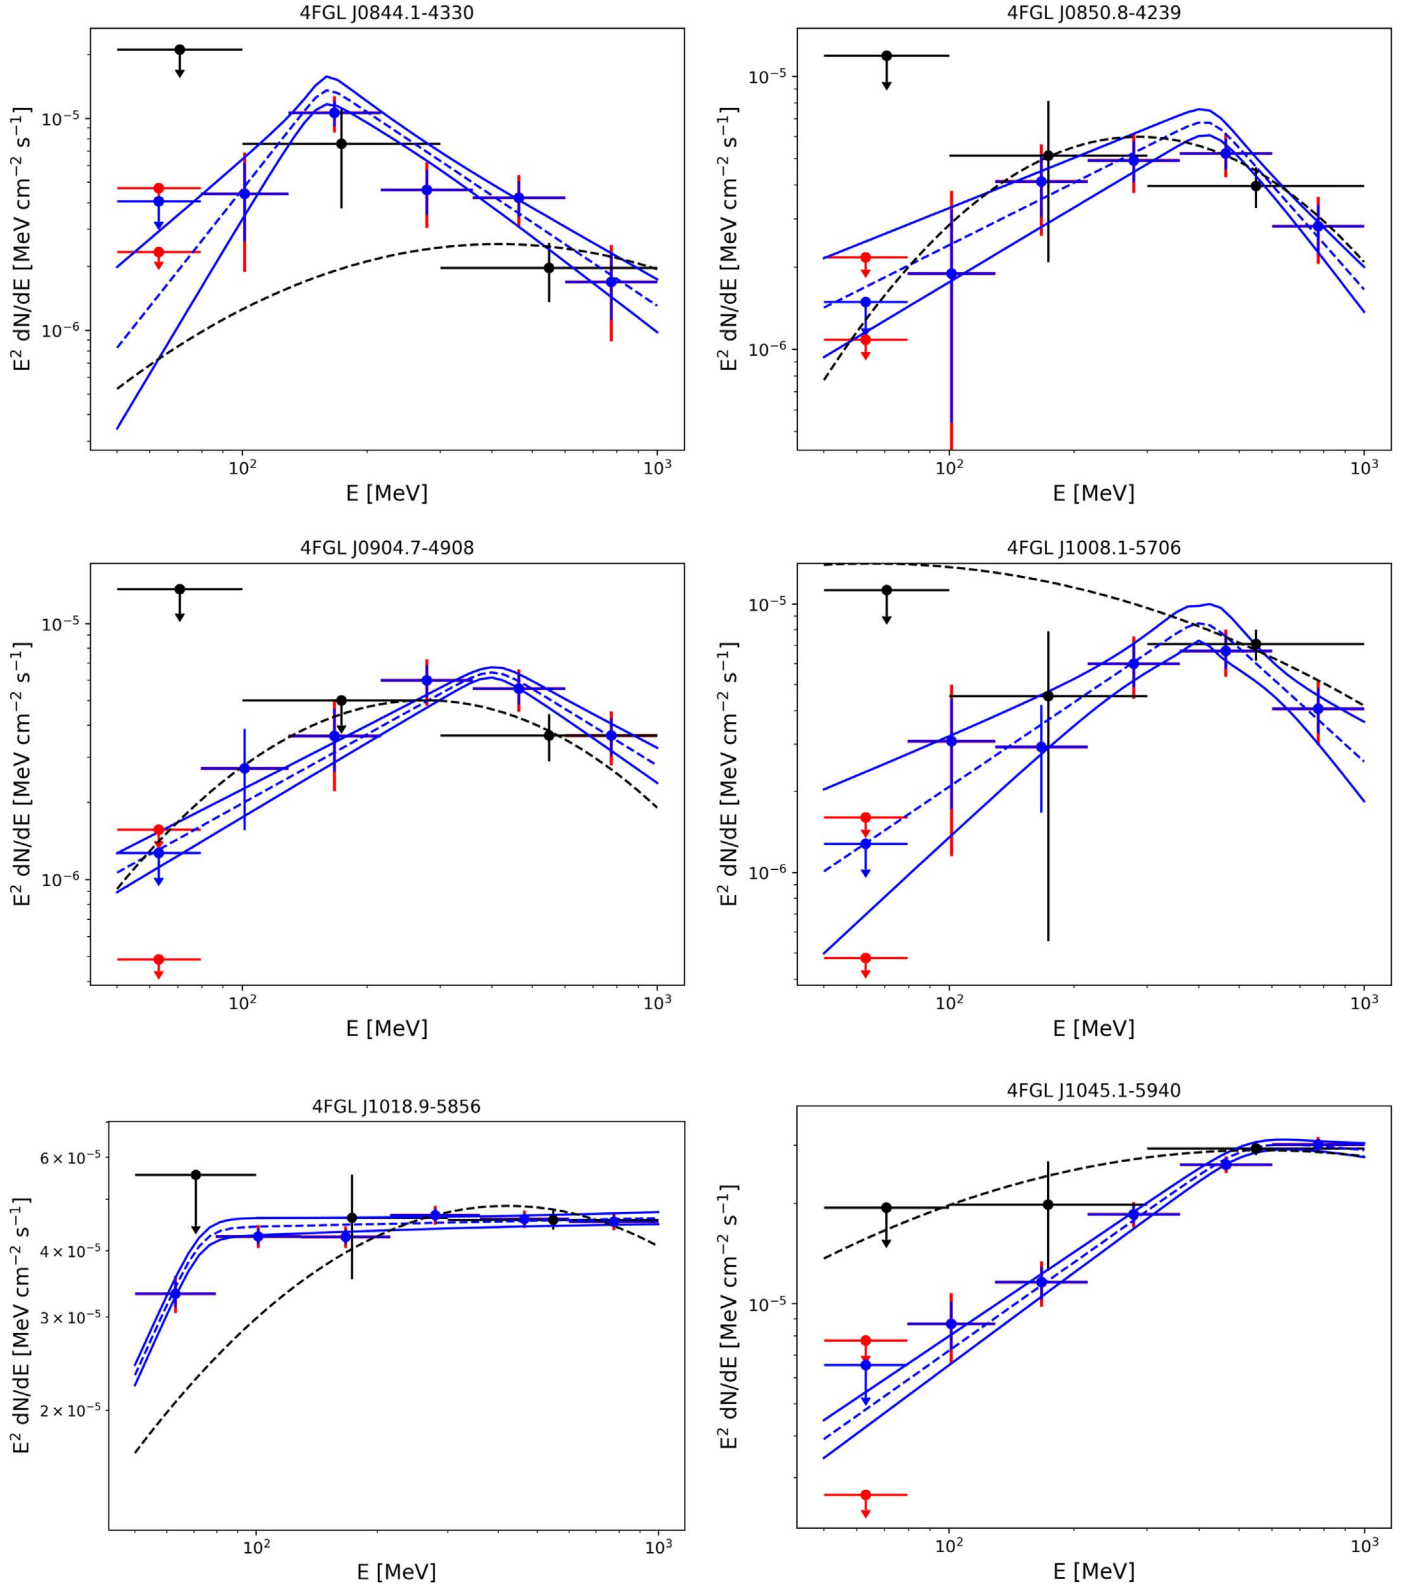 4FGL J0844.1-4330
E² dN/dE [MeV cm⁻² s⁻¹]
10⁻⁵
10⁻⁶
10²
10³
E [MeV]
4FGL J0850.8-4239
E² dN/dE [MeV cm⁻² s⁻¹]
10⁻⁵
10⁻⁶
10²
10³
E [MeV]
4FGL J0904.7-4908
E² dN/dE [MeV cm⁻² s⁻¹]
10⁻⁵
10⁻⁶
10²
10³
E [MeV]
4FGL J1008.1-5706
E² dN/dE [MeV cm⁻² s⁻¹]
10⁻⁵
10⁻⁶
10²
10³
E [MeV]
4FGL J1018.9-5856
E² dN/dE [MeV cm⁻² s⁻¹]
6 × 10⁻⁵
4 × 10⁻⁵
3 × 10⁻⁵
2 × 10⁻⁵
10²
10³
E [MeV]
4FGL J1045.1-5940
E² dN/dE [MeV cm⁻² s⁻¹]
10⁻⁵
10²
10³
E [MeV]